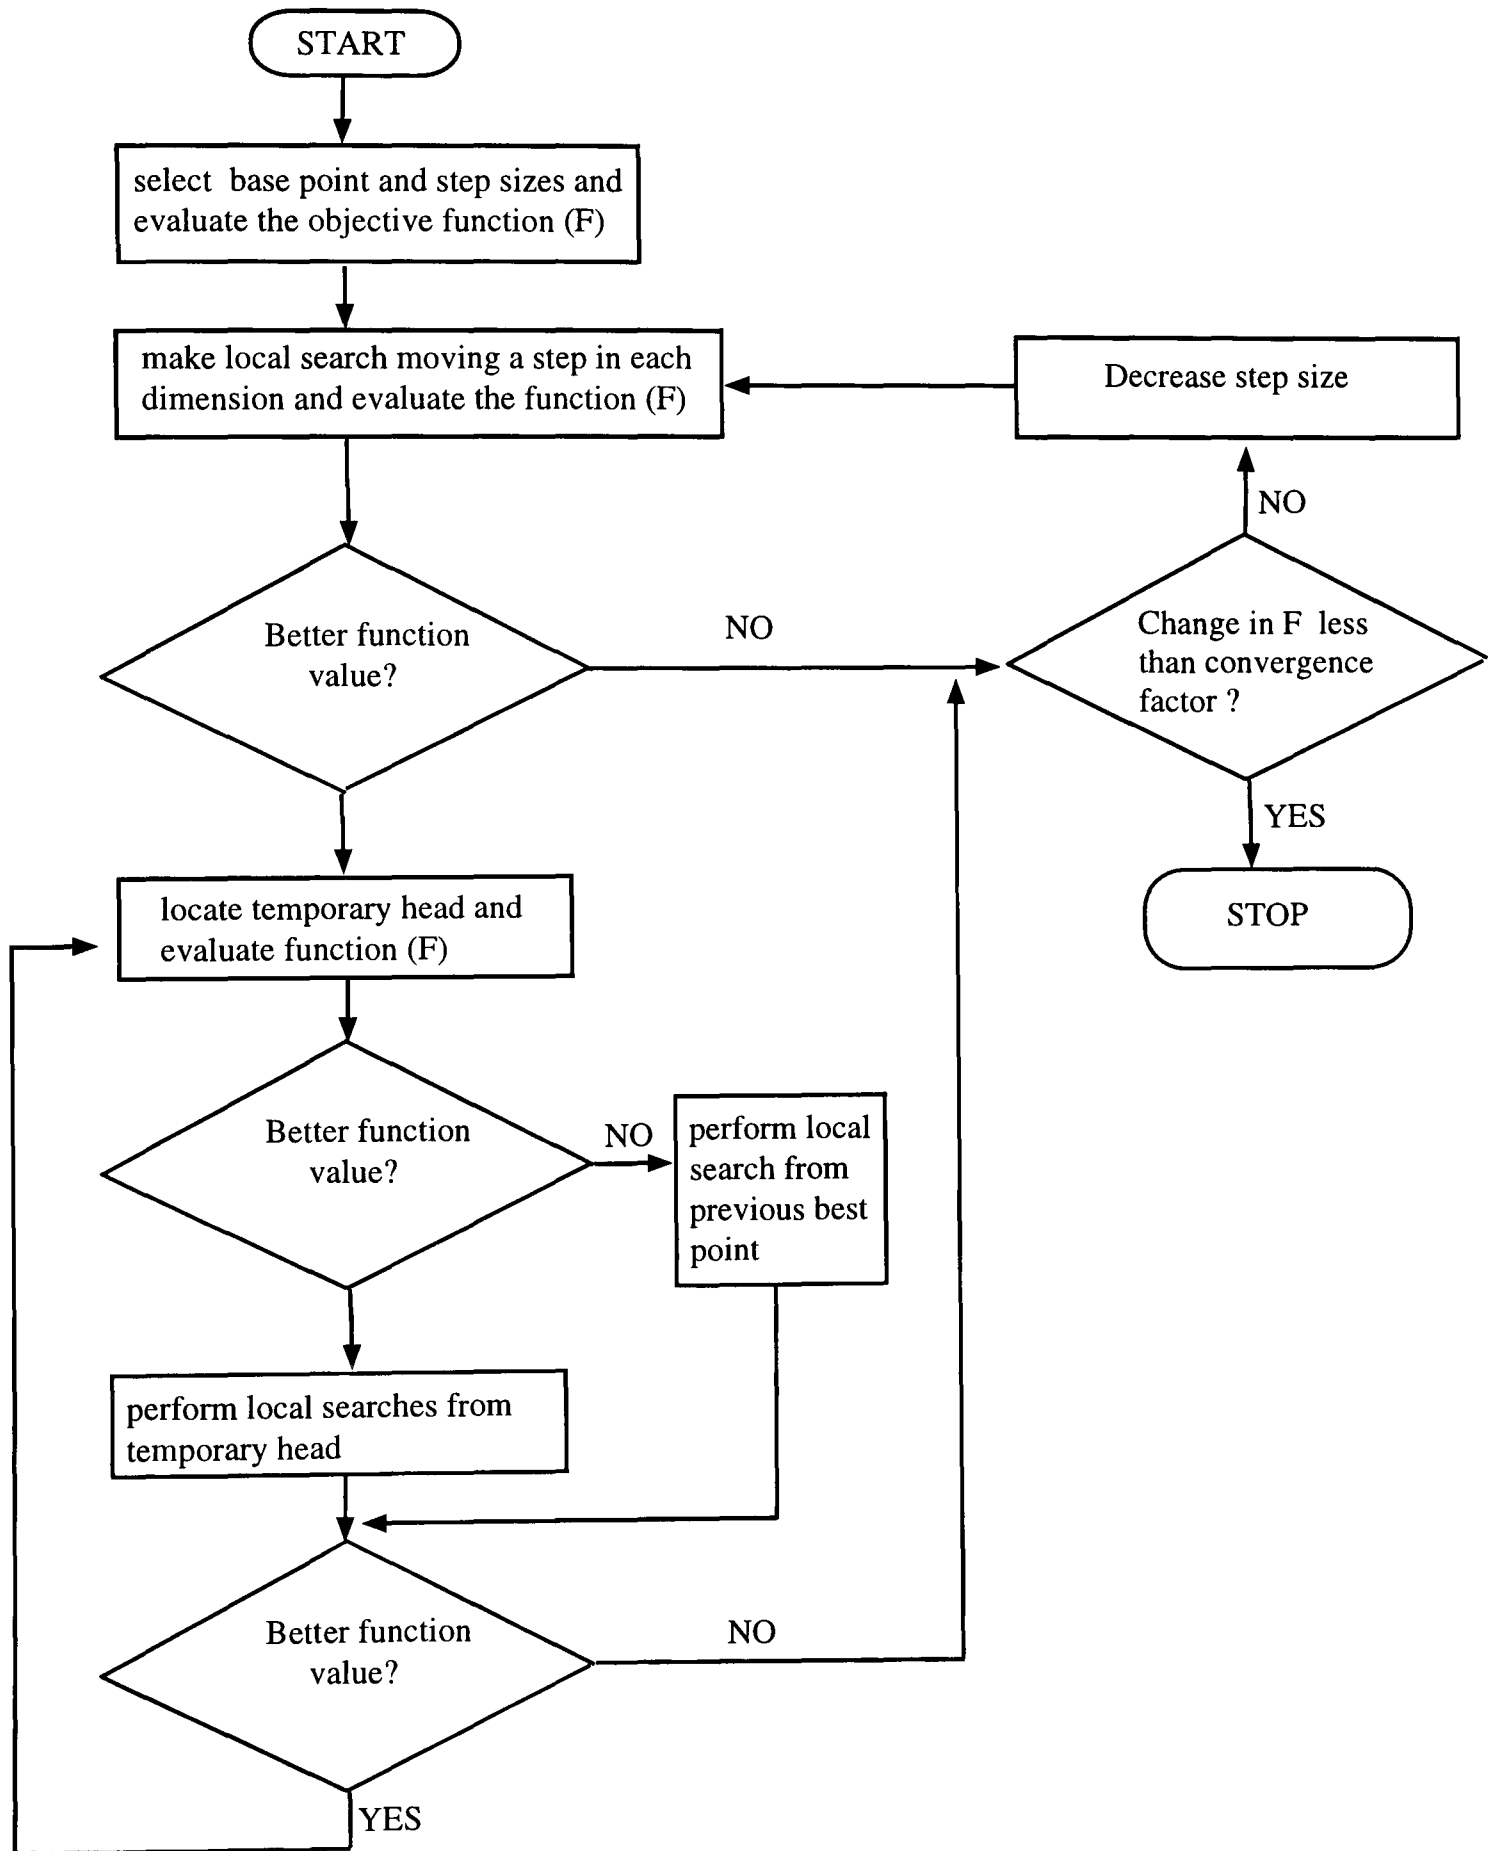 START
select base point and step sizes and
evaluate the objective function (F)
make local search moving a step in each
dimension and evaluate the function (F)
Decrease step size
NO
Better function
value?
NO
Change in F less
than convergence
factor ?
YES
STOP
locate temporary head and
evaluate function (F)
Better function
value?
NO
perform local
search from
previous best
point
perform local searches from
temporary head
Better function
value?
NO
YES